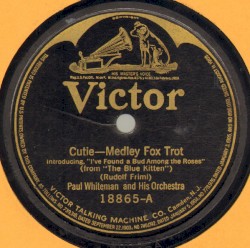 HIS MASTER'S VOICE
Victor
Cutie—Medley Fox Trot
Introducing, "I've Found a Bud Among the Roses"
(from "The Blue Kitten")
(Rudolf Friml)
Paul Whiteman and His Orchestra
18865-A
VICTOR TALKING MACHINE CO. Camden N.J.